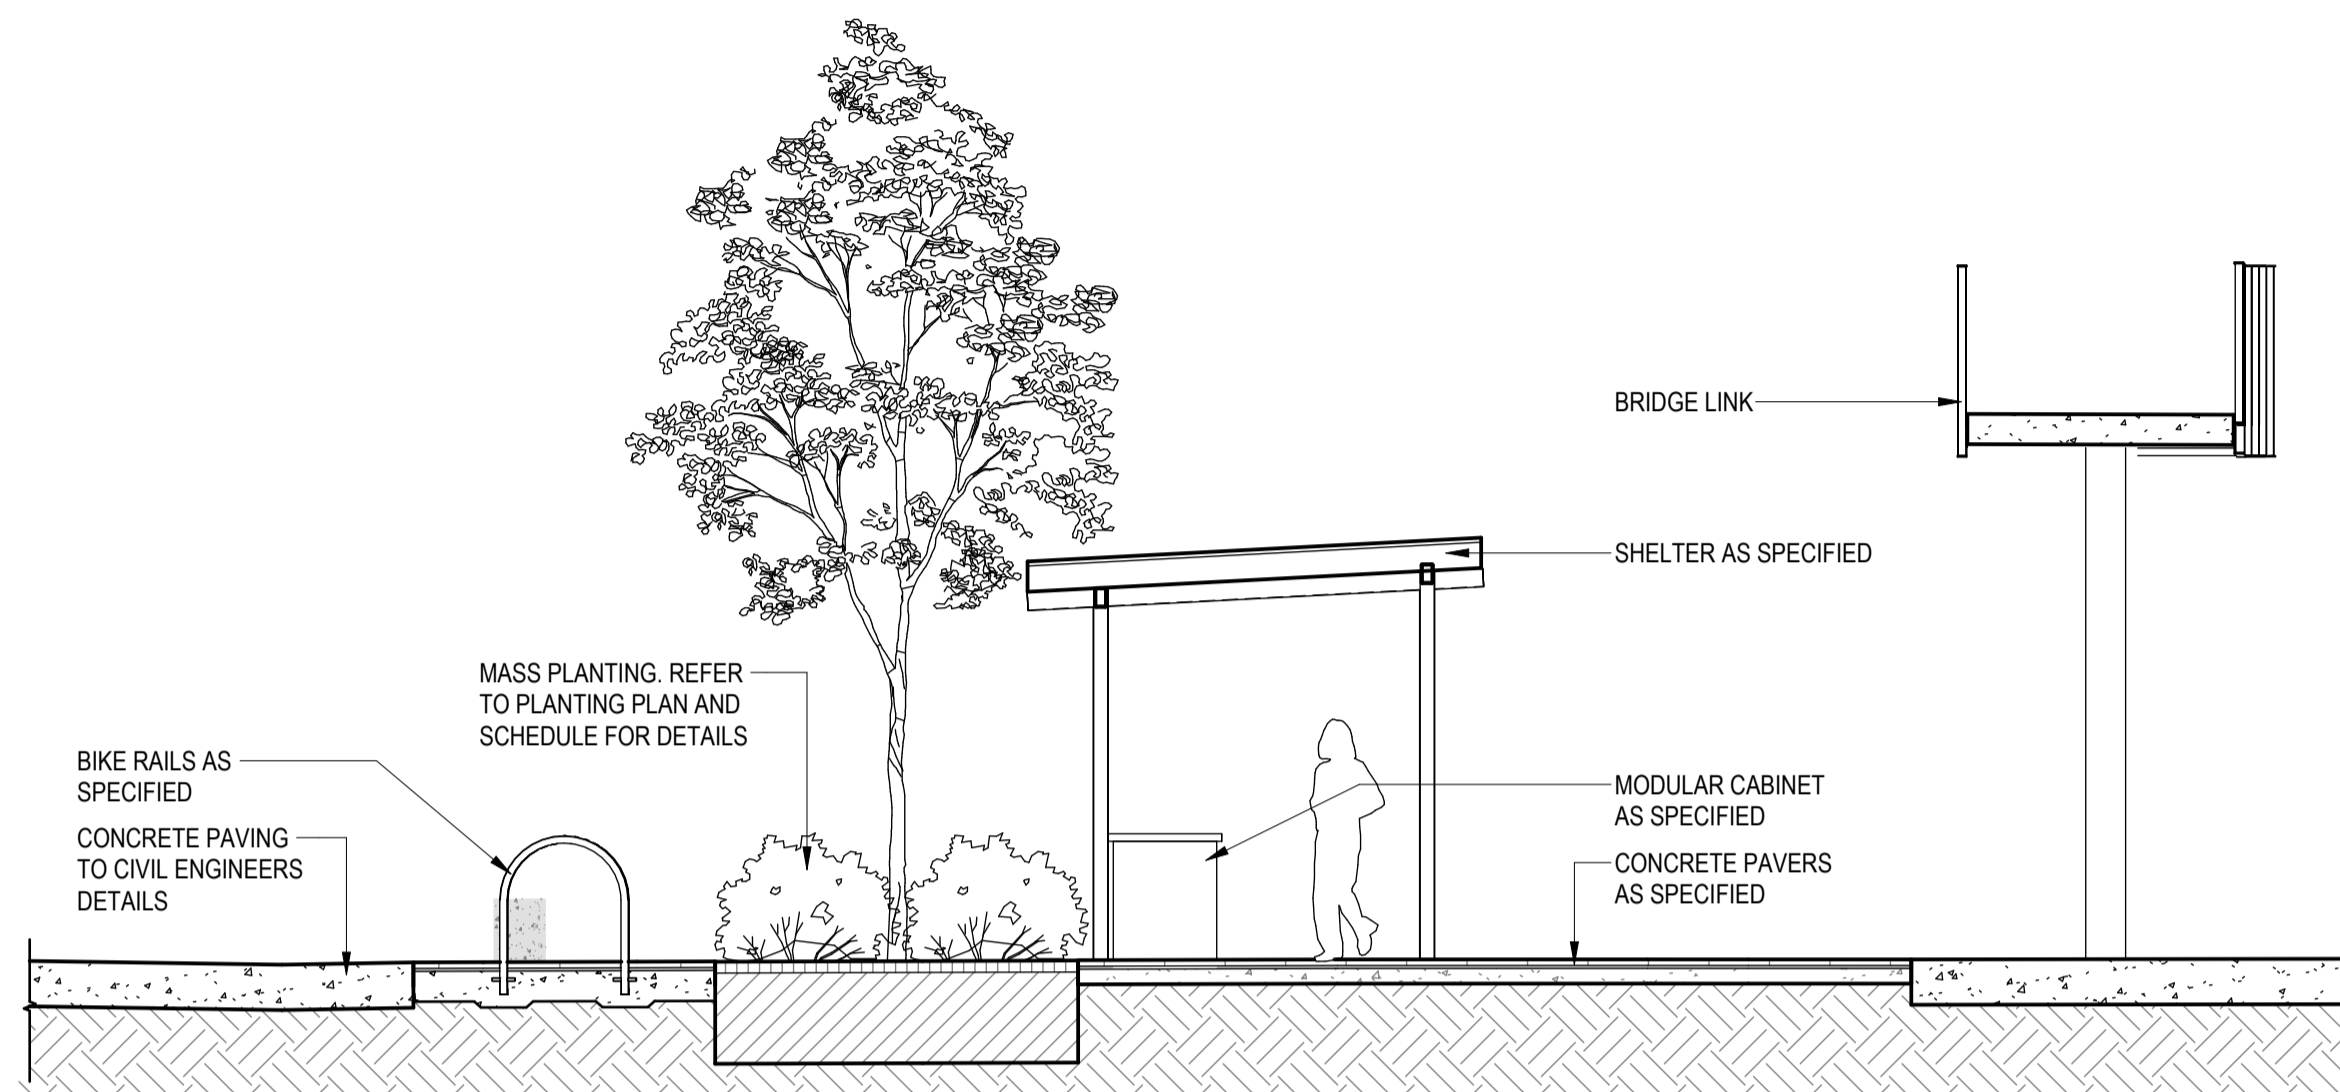 BRIDGE LINK
SHELTER AS SPECIFIED
MASS PLANTING. REFER
TO PLANTING PLAN AND
SCHEDULE FOR DETAILS
BIKE RAILS AS
SPECIFIED
CONCRETE PAVING
TO CIVIL ENGINEERS
DETAILS
MODULAR CABINET
AS SPECIFIED
CONCRETE PAVERS
AS SPECIFIED